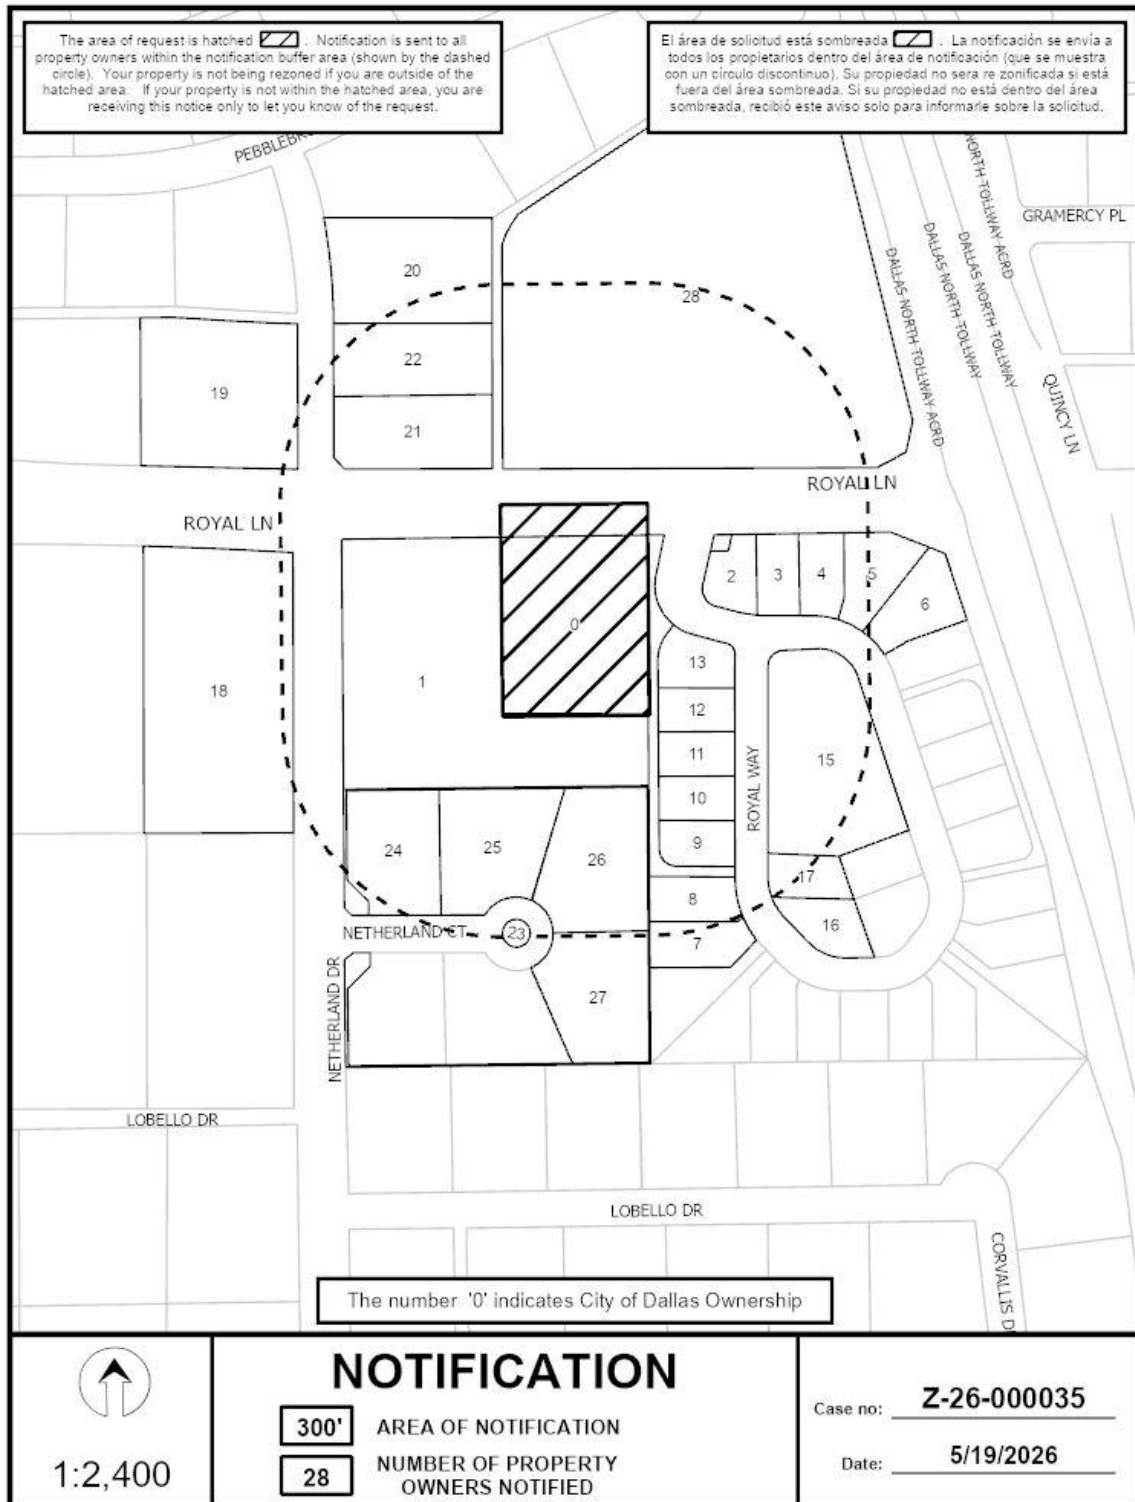 The area of request is hatched . Notification is sent to all
property owners within the notification buffer area (shown by the dashed
circle). Your property is not being rezoned if you are outside of the
hatched area. If your property is not within the hatched area, you are
receiving this notice only to let you know of the request.
El área de solicitud está sombreada . La notificación se envía a
todos los propietarios dentro del área de notificación (que se muestra
con un círculo discontinuo). Su propiedad no sera re zonificada si está
fuera del área sombreada. Si su propiedad no está dentro del área
sombreada, recibió este aviso solo para informarle sobre la solicitud.
NORTH TOLLWAY ACRD
GRAMERCY PL
DALLAS NORTH TOLLWAY ACRD
DALLAS NORTH TOLLWAY
DALLAS NORTH TOLLWAY
20
28
22
19
21
QUINCY LN
ROYAL LN
ROYAL LN
2
3
4
5
6
0
13
1
18
12
11
10
9
ROYAL WAY
15
24
25
26
17
8
16
NETHERLAND CT
23
7
NETHERLAND DR
27
LOBELLO DR
LOBELLO DR
The number '0' indicates City of Dallas Ownership
1:2,400
NOTIFICATION
300' AREA OF NOTIFICATION
28 NUMBER OF PROPERTY
OWNERS NOTIFIED
Case no: Z-26-000035
Date: 5/19/2026